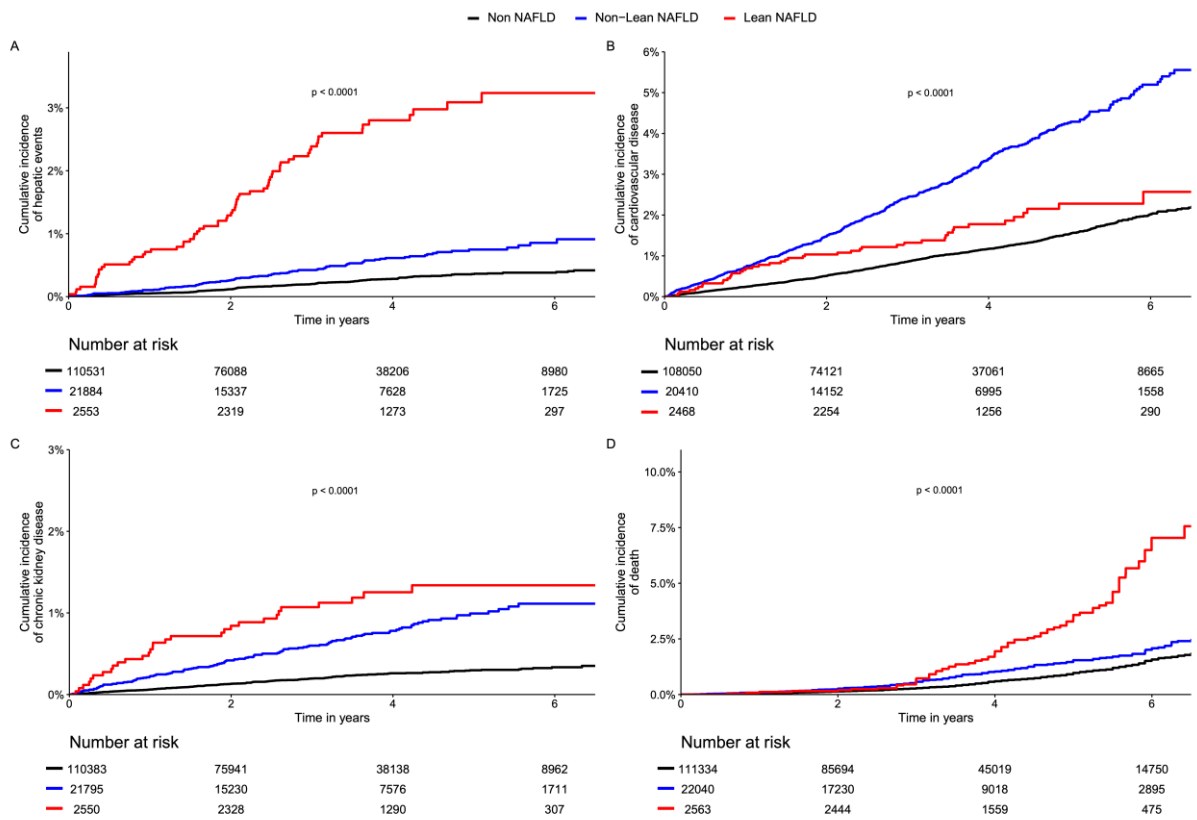 Non NAFLD Non-Lean NAFLD Lean NAFLD
A
Cumulative incidence
of hepatic events
3%
2%
1%
0%
p < 0.0001
0 2 4 6
Time in years
Number at risk
110531 76088 38206 8980
21884 15337 7628 1725
2553 2319 1273 297
B
Cumulative incidence
of cardiovascular disease
6%
5%
4%
3%
2%
1%
0%
p < 0.0001
0 2 4 6
Time in years
Number at risk
108050 74121 37061 8665
20410 14152 6995 1558
2468 2254 1256 290
C
Cumulative incidence
of chronic kidney disease
3%
2%
1%
0%
p < 0.0001
0 2 4 6
Time in years
Number at risk
110383 75941 38138 8962
21795 15230 7576 1711
2550 2328 1290 307
D
Cumulative incidence
of death
10.0%
7.5%
5.0%
2.5%
0.0%
p < 0.0001
0 2 4 6
Time in years
Number at risk
111334 85694 45019 14750
22040 17230 9018 2895
2563 2444 1559 475